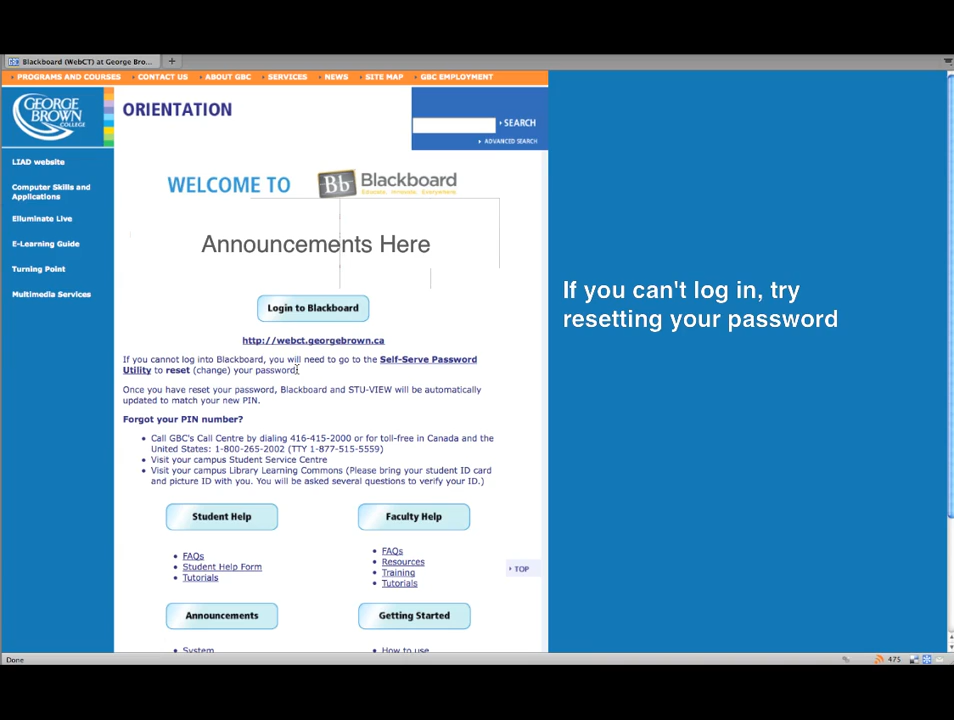 Blackboard (WebCT) at George Bro...
PROGRAMS AND COURSES CONTACT US ABOUT GBC SERVICES NEWS SITE MAP GBC EMPLOYMENT
GEORGE
BROWN
COLLEGE
ORIENTATION
SEARCH
ADVANCED SEARCH
LIAD website
Computer Skills and
Applications
Elluminate Live
E-Learning Guide
Turning Point
Multimedia Services
WELCOME TO
Bb Blackboard
Educate. Innovate. Everywhere.
Announcements Here
Login to Blackboard
http://webct.georgebrown.ca
If you cannot log into Blackboard, you will need to go to the Self-Serve Password
Utility to reset (change) your password.
Once you have reset your password, Blackboard and STU-VIEW will be automatically
updated to match your new PIN.
Forgot your PIN number?
• Call GBC's Call Centre by dialing 416-415-2000 or for toll-free in Canada and the
United States: 1-800-265-2002 (TTY 1-877-515-5559)
• Visit your campus Student Service Centre
• Visit your campus Library Learning Commons (Please bring your student ID card
and picture ID with you. You will be asked several questions to verify your ID.)
Student Help
• FAQs
• Student Help Form
• Tutorials
Faculty Help
• FAQs
• Resources
• Training
• Tutorials
TOP
Announcements
• System
Getting Started
• How to use
If you can't log in, try
resetting your password
Done
475